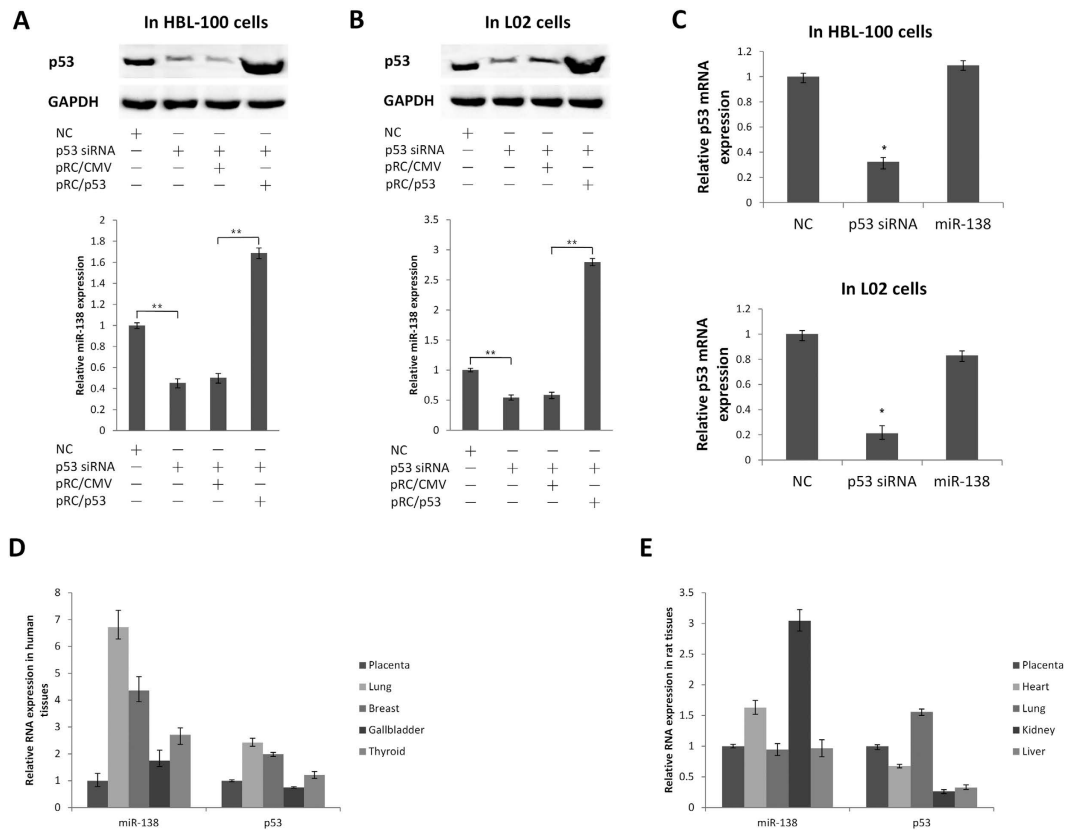 A
In HBL-100 cells
p53
GAPDH
NC + − − −
p53 siRNA − + + +
pRC/CMV − − + −
pRC/p53 − − − +
Relative miR-138 expression
2
1.8
1.6
1.4
1.2
1
0.8
0.6
0.4
0.2
0
**
**
NC + − − −
p53 siRNA − + + +
pRC/CMV − − + −
pRC/p53 − − − +
B
In L02 cells
p53
GAPDH
NC + − − −
p53 siRNA − + + +
pRC/CMV − − + −
pRC/p53 − − − +
Relative miR-138 expression
3.5
3
2.5
2
1.5
1
0.5
0
**
**
NC + − − −
p53 siRNA − + + +
pRC/CMV − − + −
pRC/p53 − − − +
C
In HBL-100 cells
Relative p53 mRNA
expression
1.2
1
0.8
0.6
0.4
0.2
0
*
NC p53 siRNA miR-138
In L02 cells
Relative p53 mRNA
expression
1.2
1
0.8
0.6
0.4
0.2
0
*
NC p53 siRNA miR-138
D
Relative RNA expression in human
tissues
8
7
6
5
4
3
2
1
0
miR-138 p53
Placenta
Lung
Breast
Gallbladder
Thyroid
E
Relative RNA expression in rat tissues
3.5
3
2.5
2
1.5
1
0.5
0
miR-138 p53
Placenta
Heart
Lung
Kidney
Liver